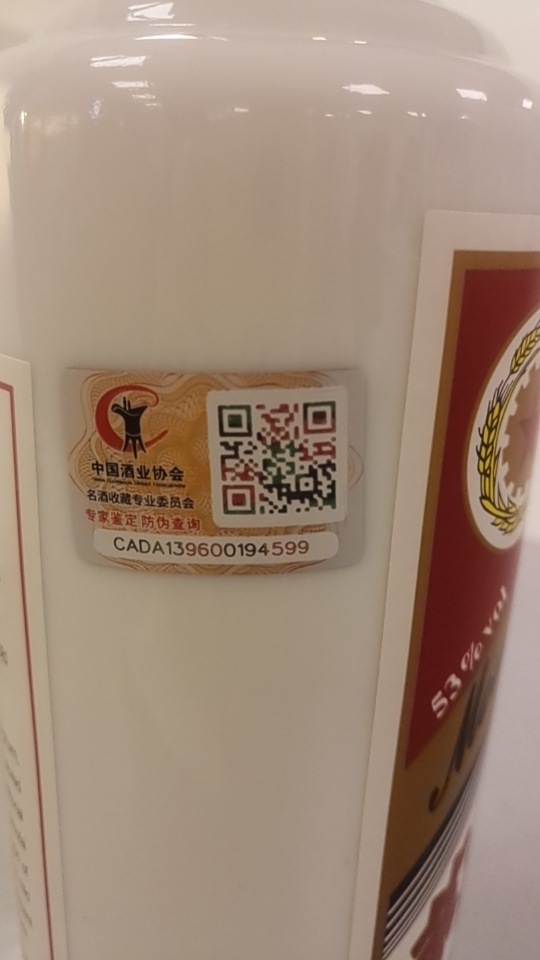 中国酒业协会
名酒收藏专业委员会
专家鉴定 防伪查询
CADA139600194599
53% vol